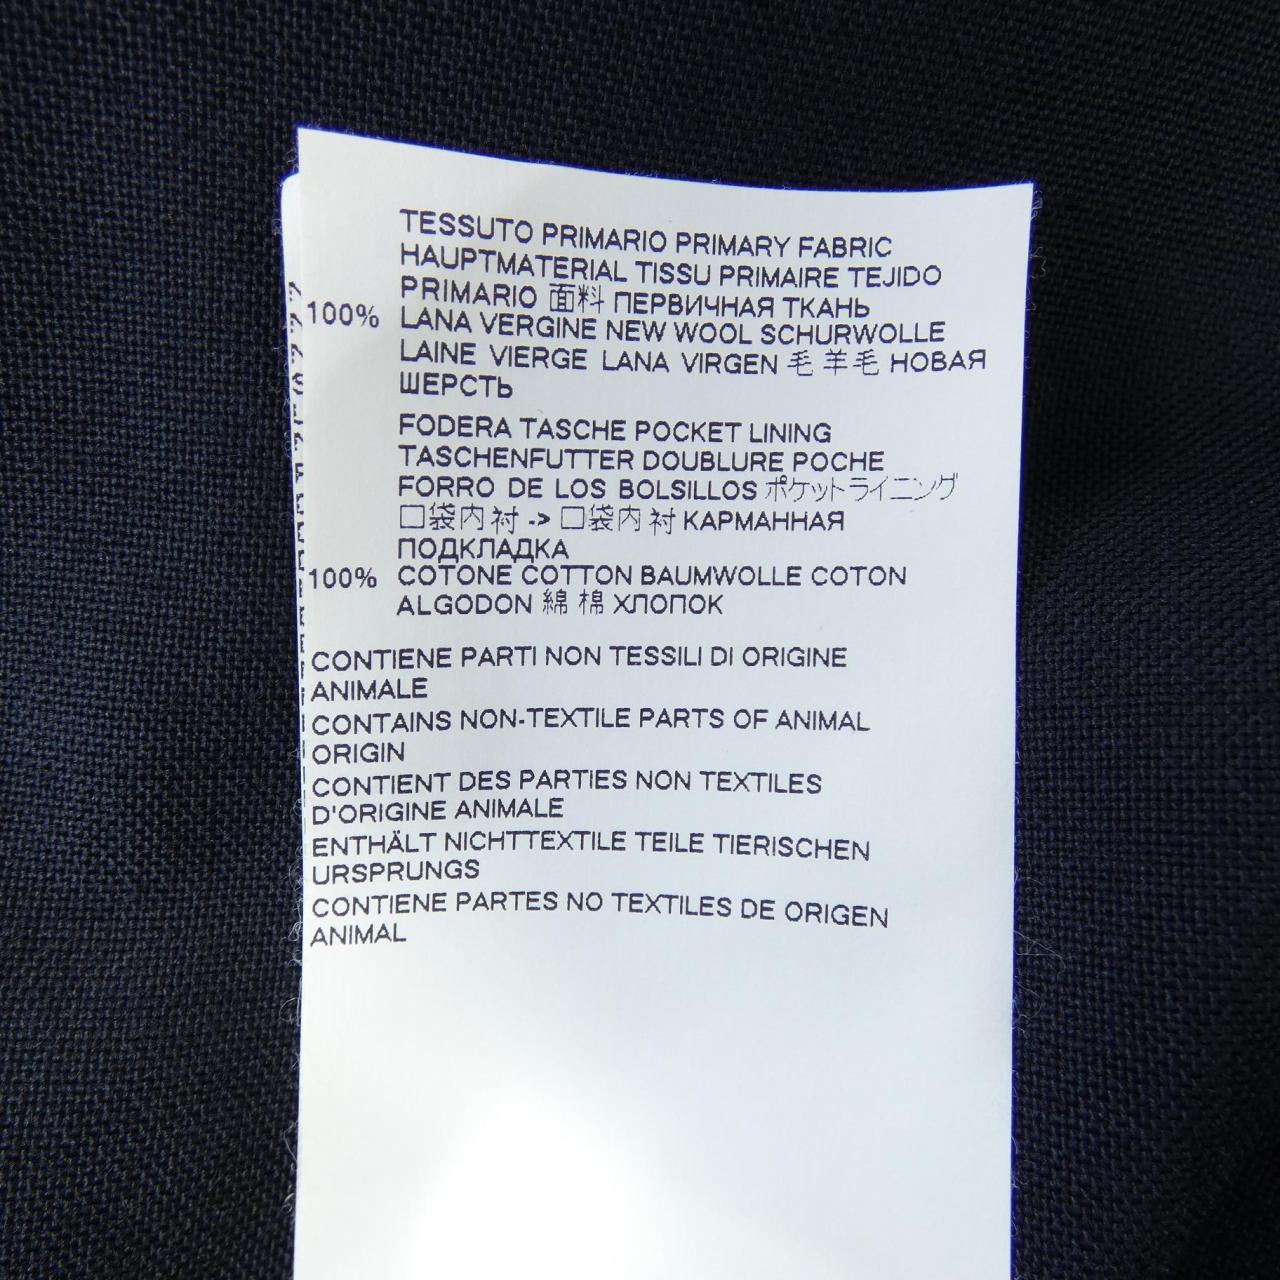 TESSUTO PRIMARIO PRIMARY FABRIC
HAUPTMATERIAL TISSU PRIMAIRE TEJIDO
PRIMARIO 面料 ПЕРВИЧНАЯ ТКАНЬ
100% LANA VERGINE NEW WOOL SCHURWOLLE
LAINE VIERGE LANA VIRGEN 毛 羊毛 НОВАЯ
ШЕРСТЬ
FODERA TASCHE POCKET LINING
TASCHENFUTTER DOUBLURE POCHE
FORRO DE LOS BOLSILLOS ポケットライニング
口袋内衬 -> 口袋内衬 КАРМАННАЯ
ПОДКЛАДКА
100% COTONE COTTON BAUMWOLLE COTON
ALGODON 綿 棉 ХЛОПОК
CONTIENE PARTI NON TESSILI DI ORIGINE
ANIMALE
CONTAINS NON-TEXTILE PARTS OF ANIMAL
ORIGIN
CONTIENT DES PARTIES NON TEXTILES
D'ORIGINE ANIMALE
ENTHÄLT NICHTTEXTILE TEILE TIERISCHEN
URSPRUNGS
CONTIENE PARTES NO TEXTILES DE ORIGEN
ANIMAL